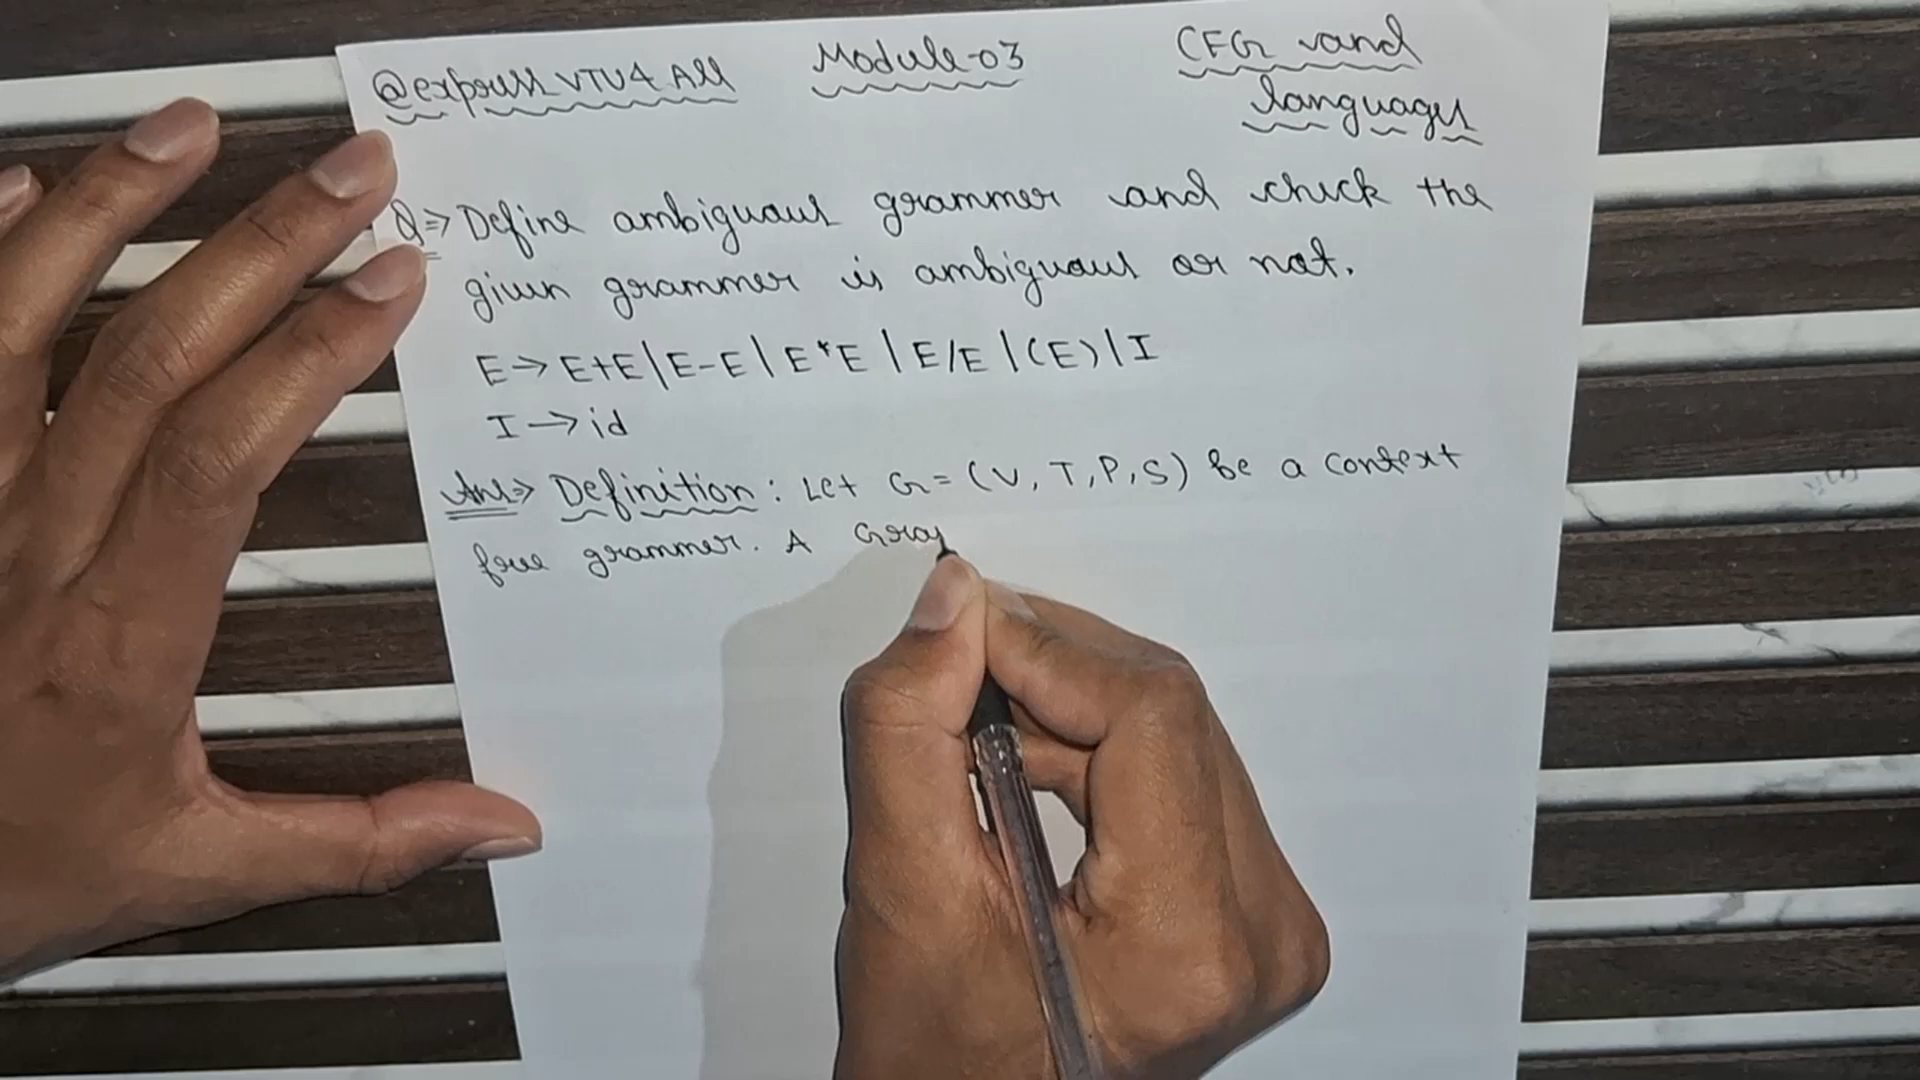 @express VTU4 All Module-03 CFG and languages
Q⇒ Define ambiguous grammer and check the
given grammer is ambiguous or not.
E → E+E | E-E | E*E | E/E | (E) | I
I → id
Ans⇒ Definition : Let G = (V, T, P, S) be a context
free grammer. A Gra